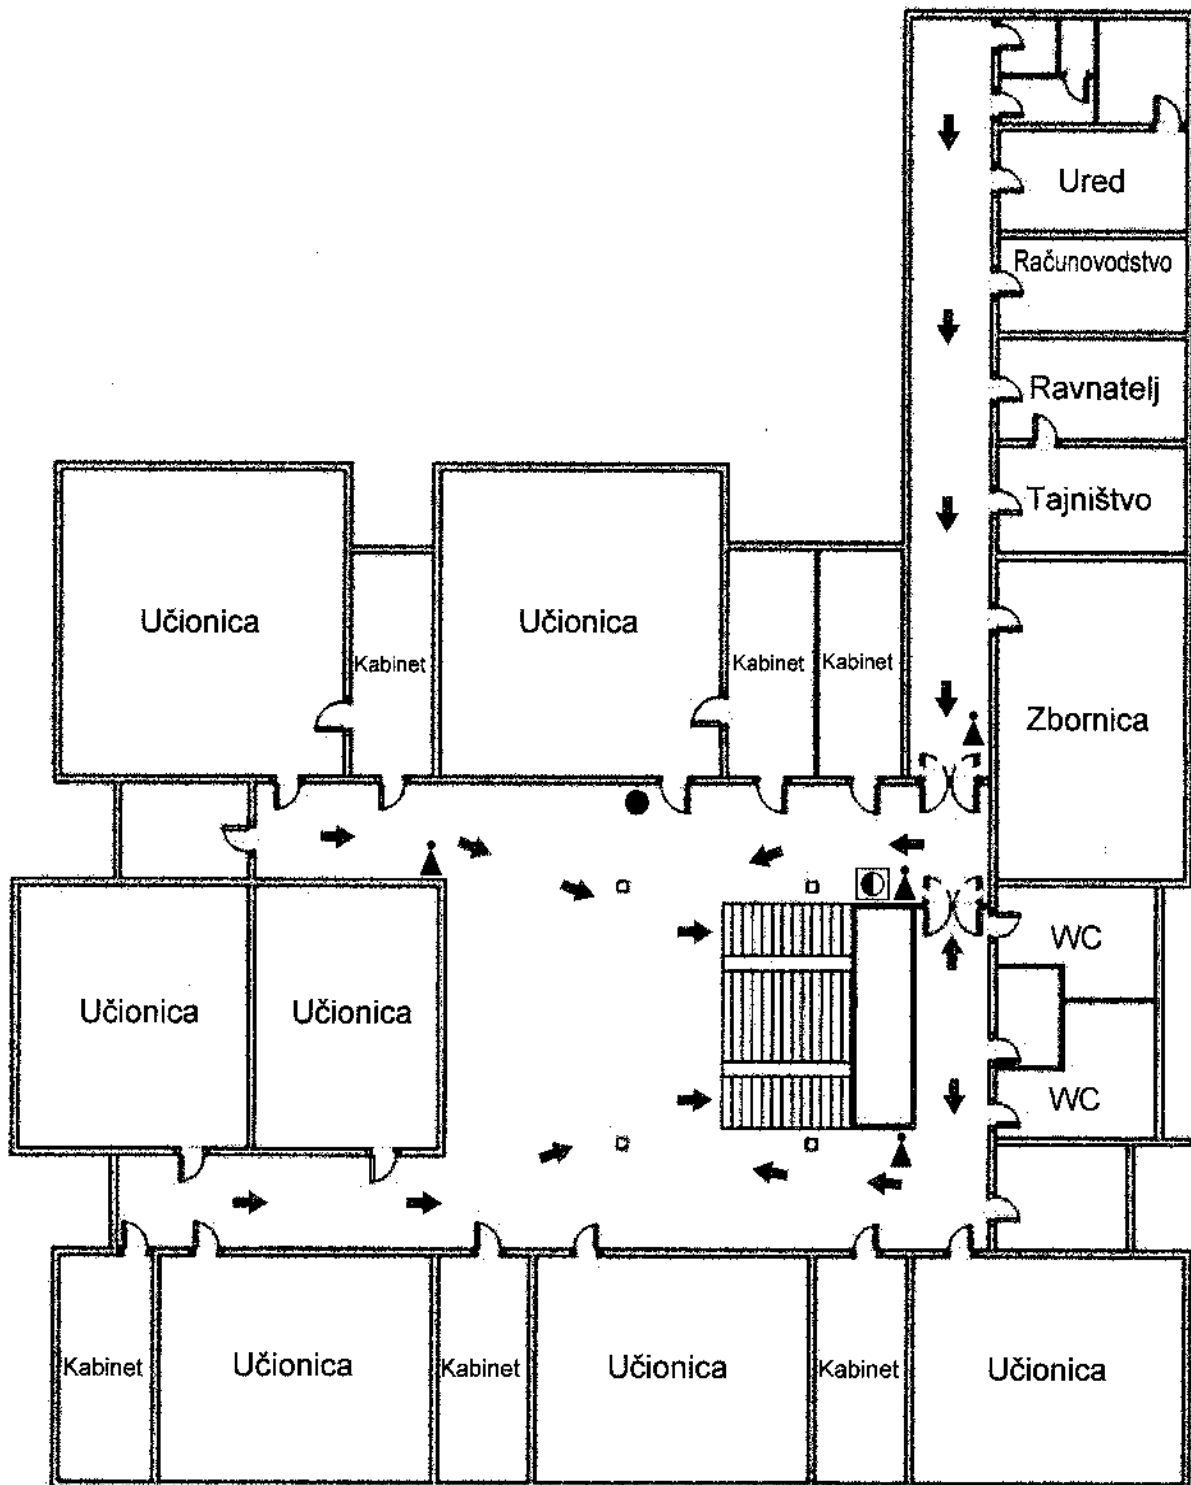 Ured
Računovodstvo
Ravnatelj
Tajništvo
Učionica
Učionica
Kabinet
Kabinet
Kabinet
Zbornica
WC
Učionica
Učionica
WC
Kabinet
Učionica
Kabinet
Učionica
Kabinet
Učionica